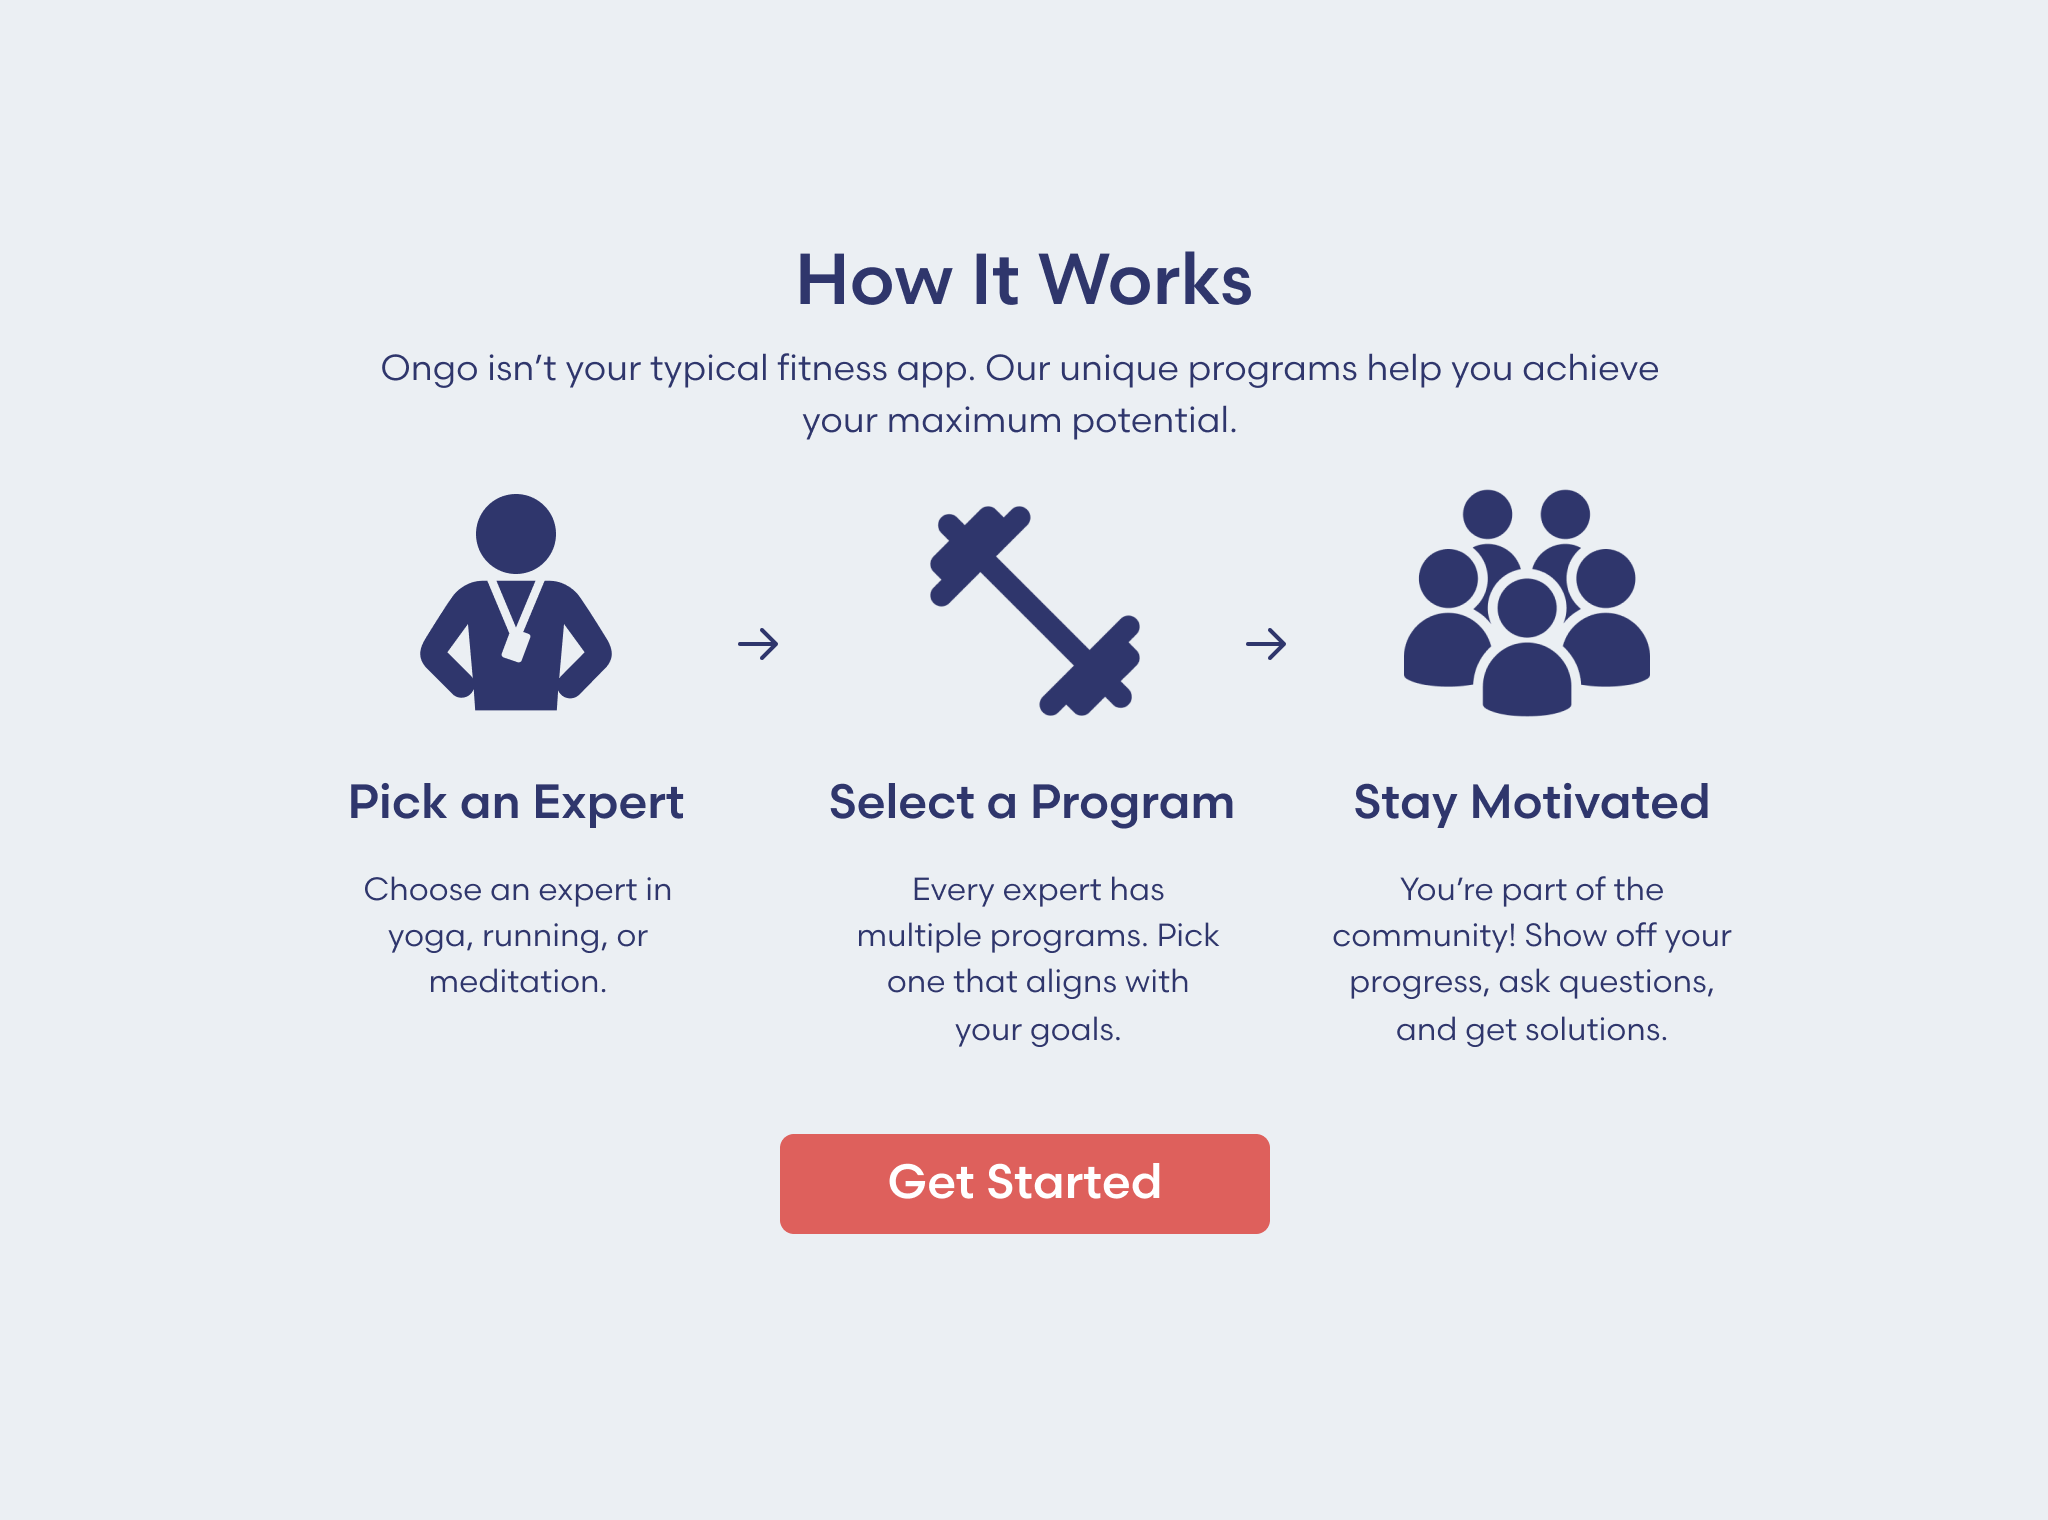 How It Works
Ongo isn’t your typical fitness app. Our unique programs help you achieve
your maximum potential.
Pick an Expert
Choose an expert in
yoga, running, or
meditation.
Select a Program
Every expert has
multiple programs. Pick
one that aligns with
your goals.
Stay Motivated
You’re part of the
community! Show off your
progress, ask questions,
and get solutions.
Get Started